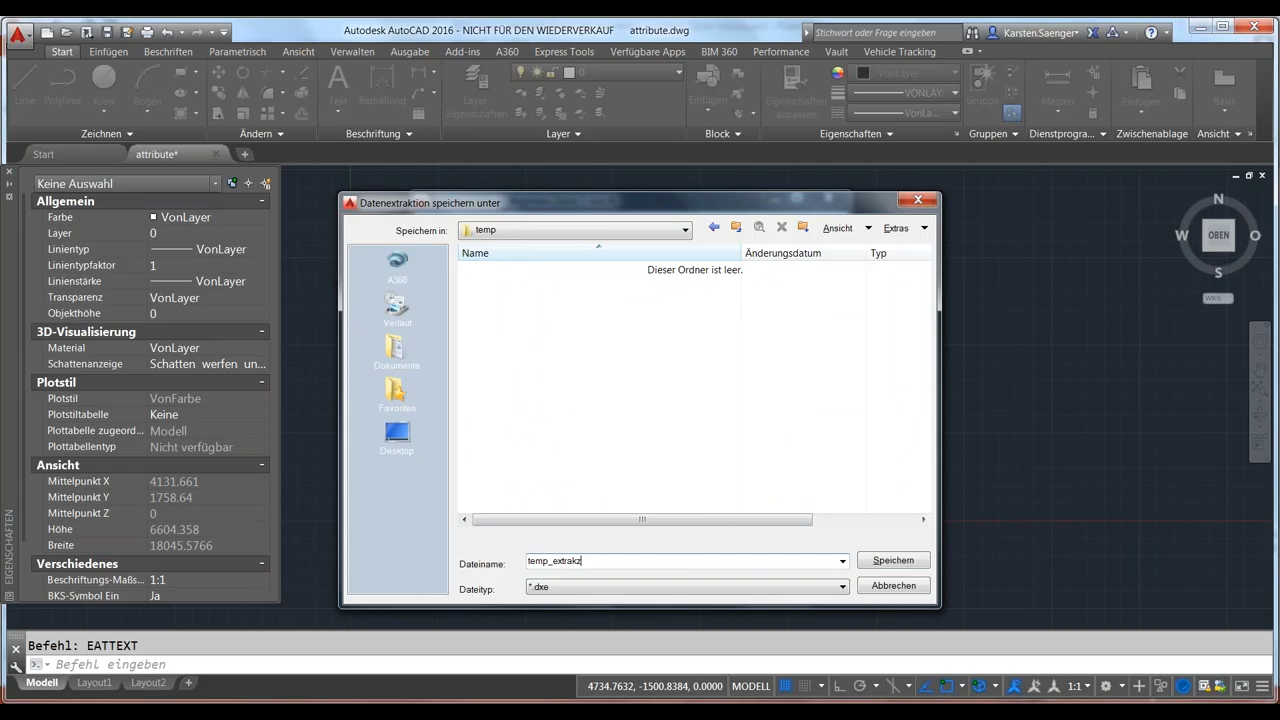 Autodesk AutoCAD 2016 - NICHT FÜR DEN WIEDERVERKAUF attribute.dwg
Stichwort oder Frage eingeben
Karsten.Saenger
Start Einfügen Beschriften Parametrisch Ansicht Verwalten Ausgabe Add-ins A360 Express Tools Verfügbare Apps BIM 360 Performance Vault Vehicle Tracking
0
VonLayer
VONLAYER
VonLa...
Linie Polylinie Kreis Bogen Text Bemaßung Layer-Eigenschaften Einfügen Eigenschaften anpassen Gruppe Messen Einfügen Basis
Zeichnen Ändern Beschriftung Layer Block Eigenschaften Gruppen Dienstprogra... Zwischenablage Ansicht
Start attribute*
Keine Auswahl
Allgemein
Farbe VonLayer
Layer 0
Linientyp VonLayer
Linientypfaktor 1
Linienstärke VonLayer
Transparenz VonLayer
Objekthöhe 0
3D-Visualisierung
Material VonLayer
Schattenanzeige Schatten werfen un...
Plotstil
Plotstil VonFarbe
Plotstiltabelle Keine
Plottabelle zugeord... Modell
Plottabellentyp Nicht verfügbar
Ansicht
Mittelpunkt X 4131.661
Mittelpunkt Y 1758.64
Mittelpunkt Z 0
Höhe 6604.358
Breite 18045.5766
Verschiedenes
Beschriftungs-Maßs... 1:1
BKS-Symbol Ein Ja
EIGENSCHAFTEN
Datenextraktion speichern unter
Speichern in: temp
Ansicht Extras
Name Änderungsdatum Typ
Dieser Ordner ist leer.
A360
Verlauf
Dokumente
Favoriten
Desktop
Dateiname: temp_extrakz
Speichern
Dateityp: *.dxe
Abbrechen
N
W OBEN O
S
WKS
Befehl: EATTEXT
Befehl eingeben
Modell Layout1 Layout2
4734.7632, -1500.8384, 0.0000 MODELL
1:1